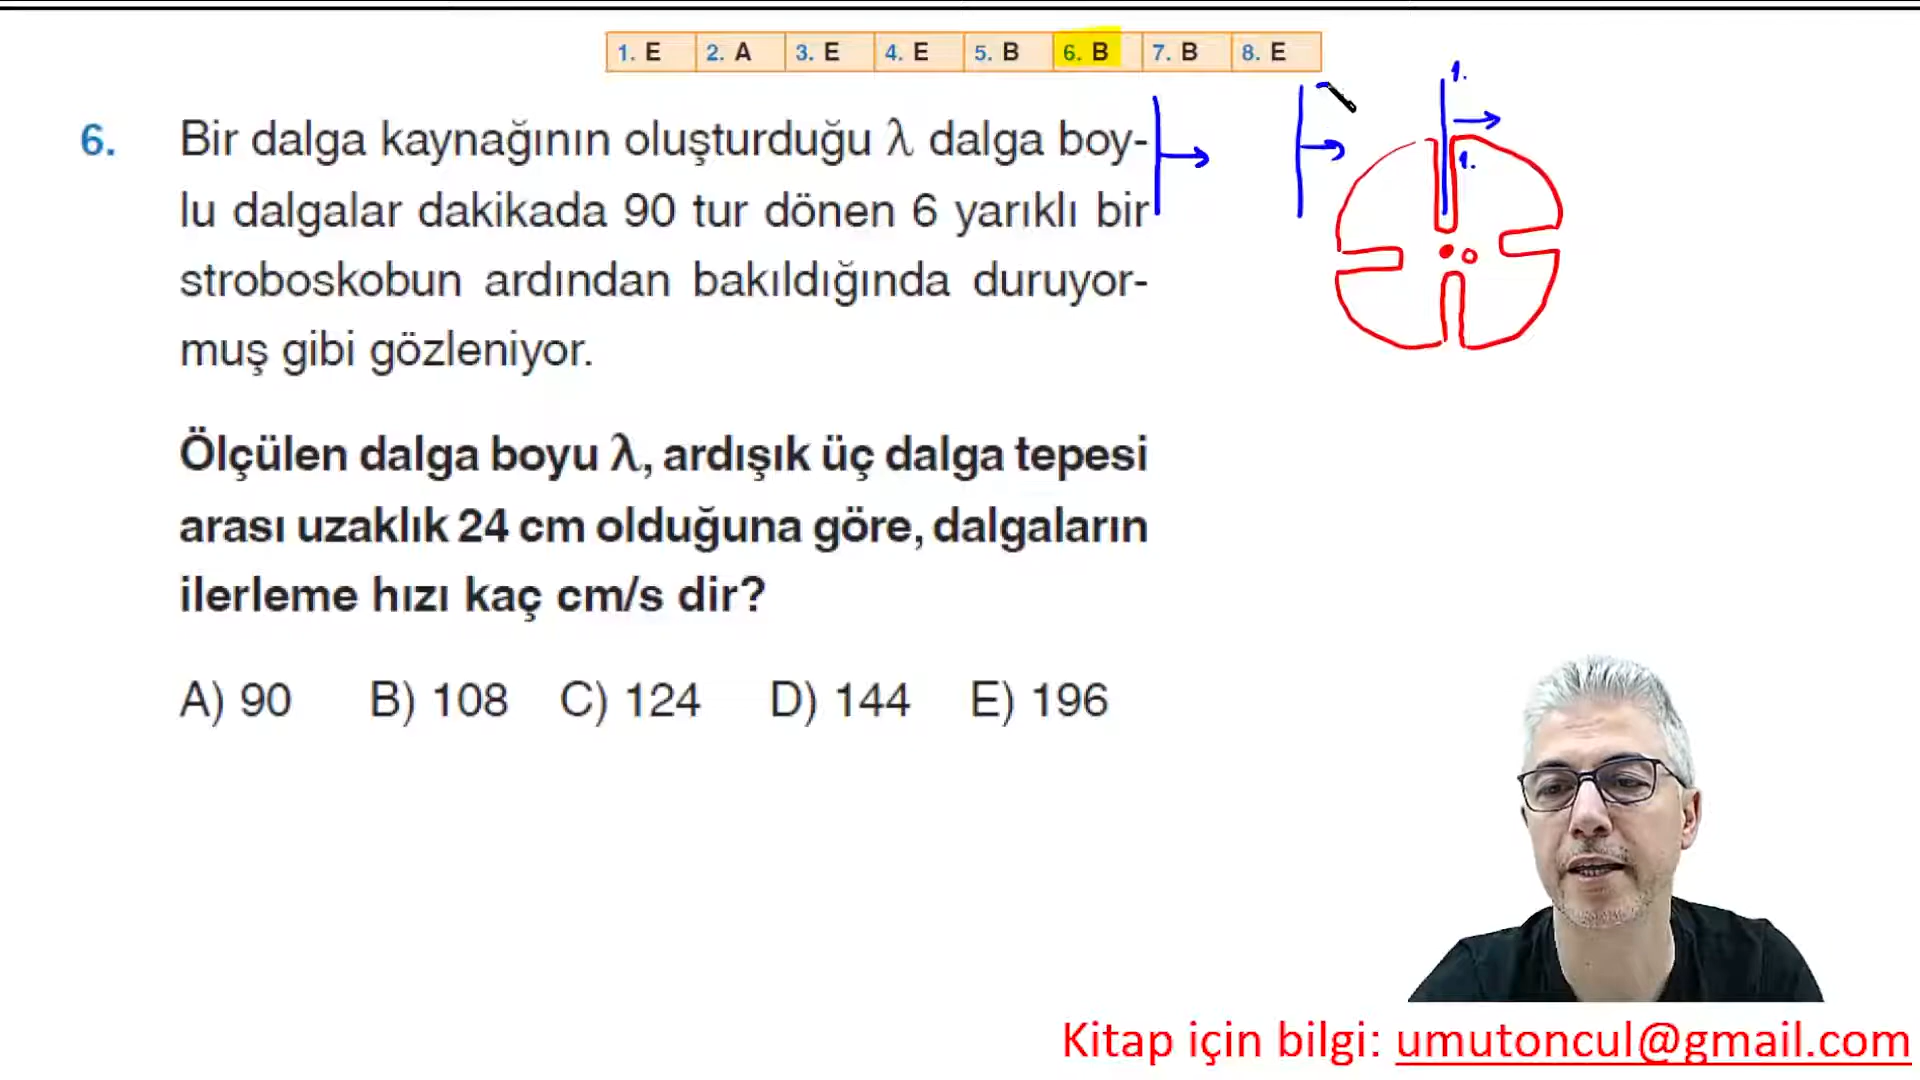 1. E 2. A 3. E 4. E 5. B 6. B 7. B 8. E
1.
1.
6. Bir dalga kaynağının oluşturduğu λ dalga boy-
lu dalgalar dakikada 90 tur dönen 6 yarıklı bir
stroboskobun ardından bakıldığında duruyor-
muş gibi gözleniyor.
Ölçülen dalga boyu λ, ardışık üç dalga tepesi
arası uzaklık 24 cm olduğuna göre, dalgaların
ilerleme hızı kaç cm/s dir?
A) 90 B) 108 C) 124 D) 144 E) 196
Kitap için bilgi: umutoncul@gmail.com